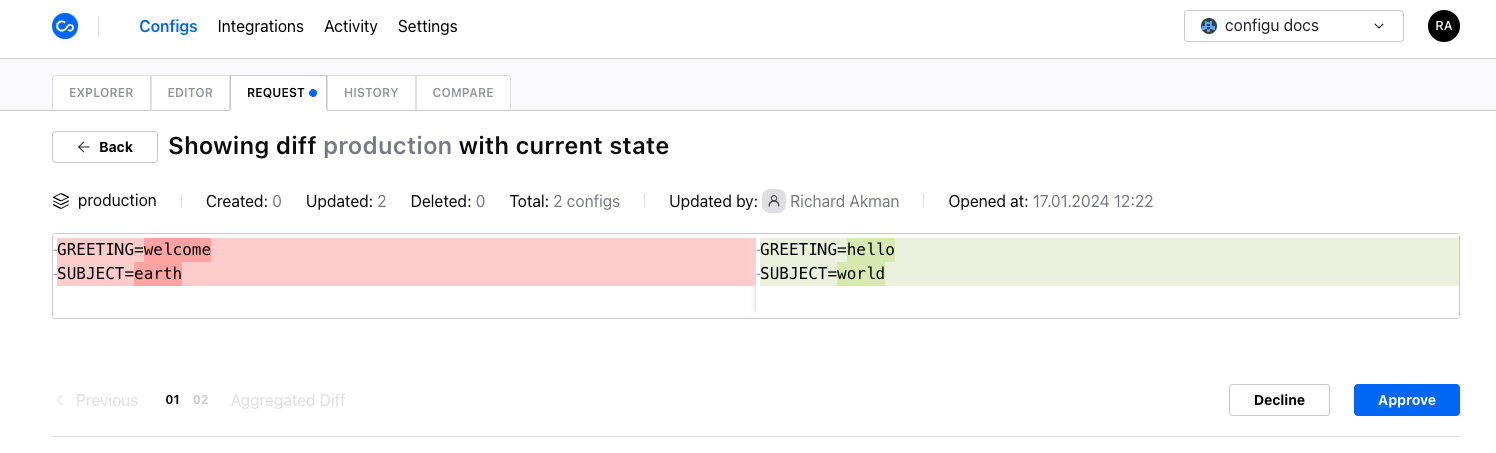 Configs Integrations Activity Settings configu docs RA
EXPLORER EDITOR REQUEST HISTORY COMPARE
Back Showing diff production with current state
production Created: 0 Updated: 2 Deleted: 0 Total: 2 configs Updated by: Richard Akman Opened at: 17.01.2024 12:22
-GREETING=welcome -GREETING=hello
-SUBJECT=earth -SUBJECT=world
Previous 01 02 Aggregated Diff Decline Approve